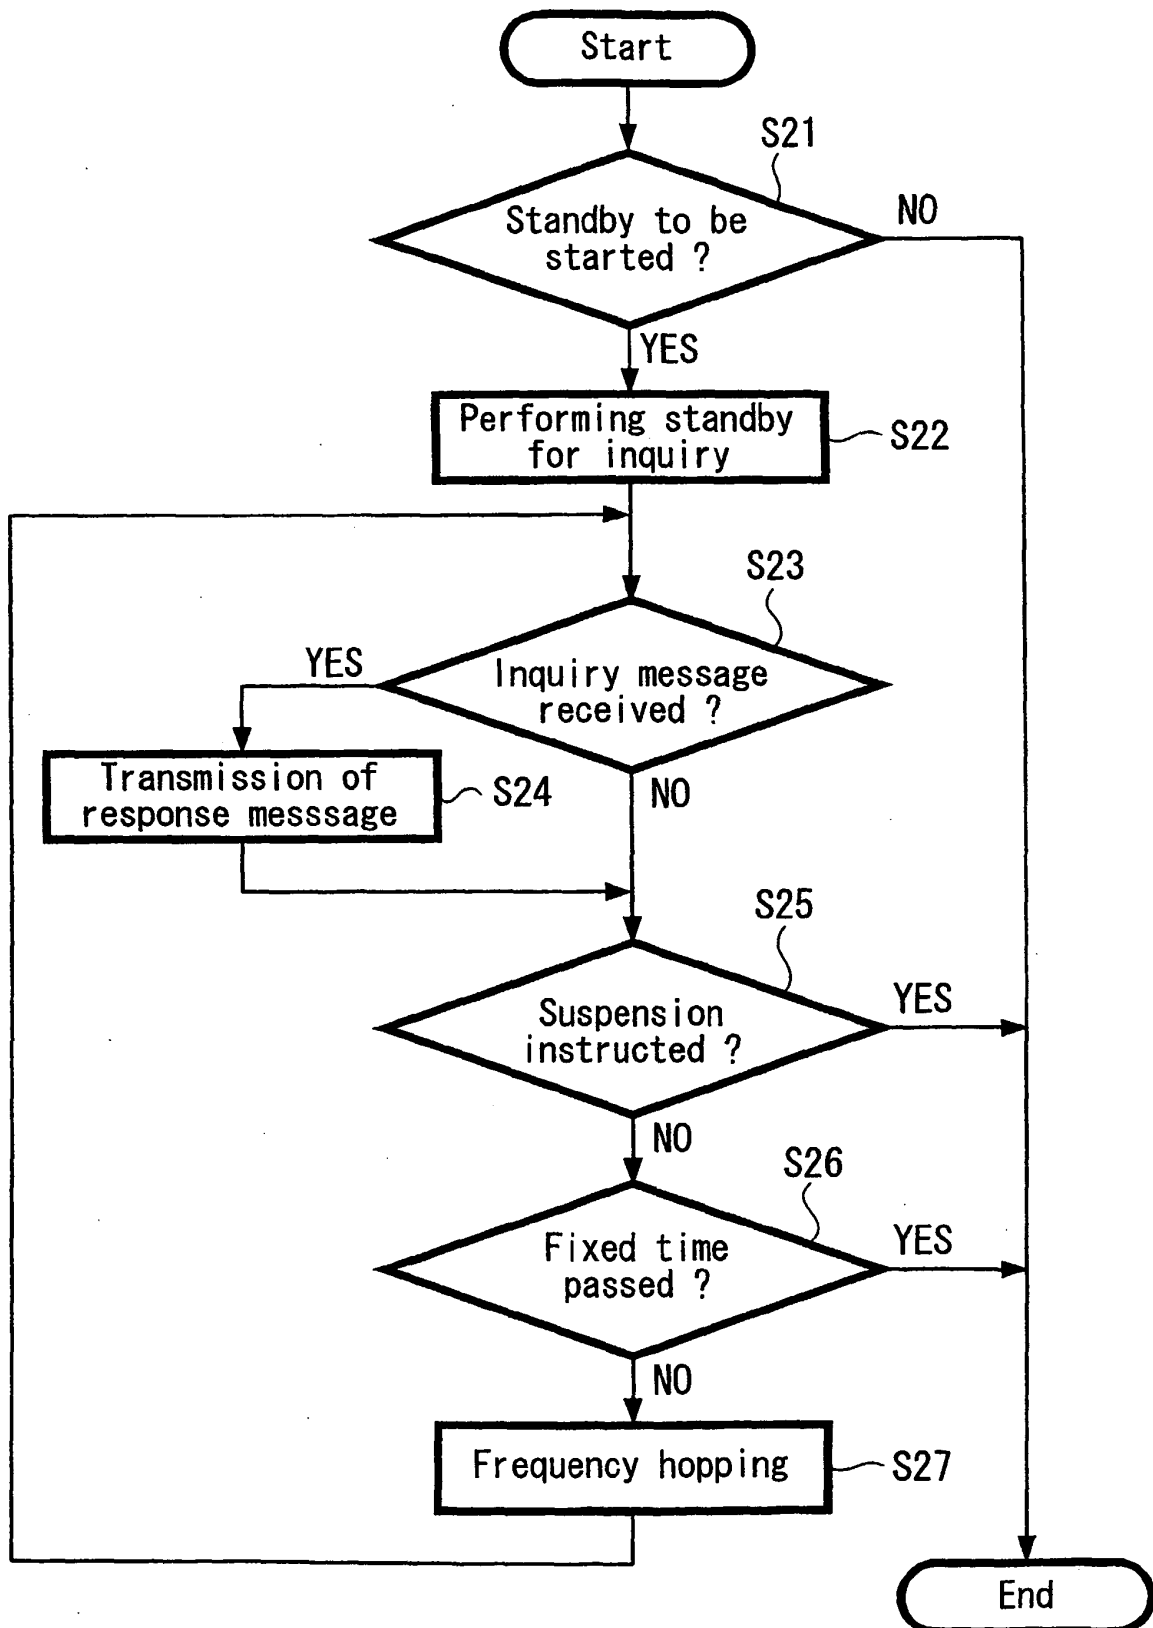 Start
S21
Standby to be
started ?
NO
YES
Performing standby
for inquiry
S22
S23
Inquiry message
received ?
YES
NO
Transmission of
response messsage
S24
S25
Suspension
instructed ?
YES
NO
S26
Fixed time
passed ?
YES
NO
Frequency hopping
S27
End